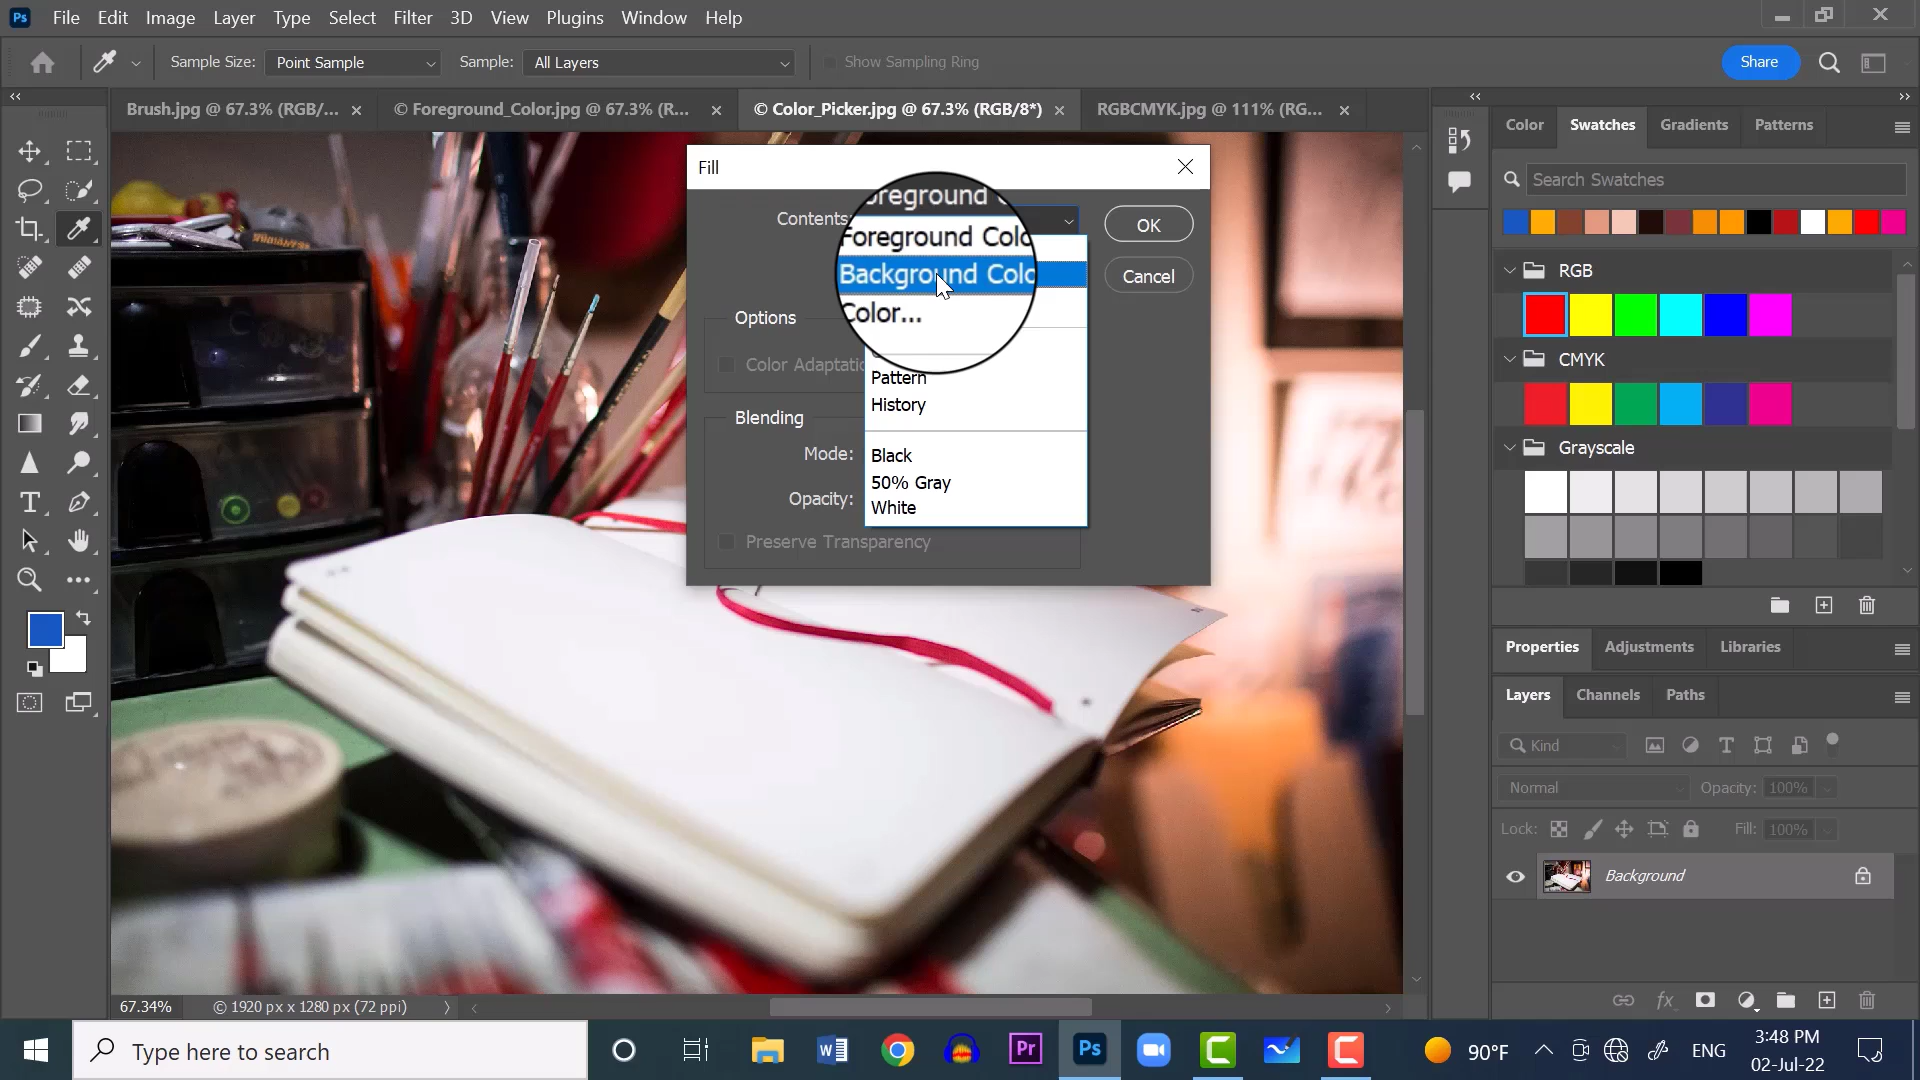 Ps File Edit Image Layer Type Select Filter 3D View Plugins Window Help
Sample Size: Point Sample Sample: All Layers Show Sampling Ring Share
Brush.jpg @ 67.3% (RGB/... © Foreground_Color.jpg @ 67.3% (R... © Color_Picker.jpg @ 67.3% (RGB/8*) RGBCMYK.jpg @ 111% (RG...
Color Swatches Gradients Patterns
Search Swatches
RGB
CMYK
Grayscale
Fill
Contents:
oreground
Foreground Colo
Background Colo
Color...
Pattern
History
Black
50% Gray
White
OK
Cancel
Options
Color Adaptatio
Blending
Mode:
Opacity:
Preserve Transparency
Properties Adjustments Libraries
Layers Channels Paths
Kind
Normal Opacity: 100%
Lock: Fill: 100%
Background
fx
67.34% © 1920 px x 1280 px (72 ppi)
Type here to search
Pr Ps
90°F ENG
3:48 PM
02-Jul-22